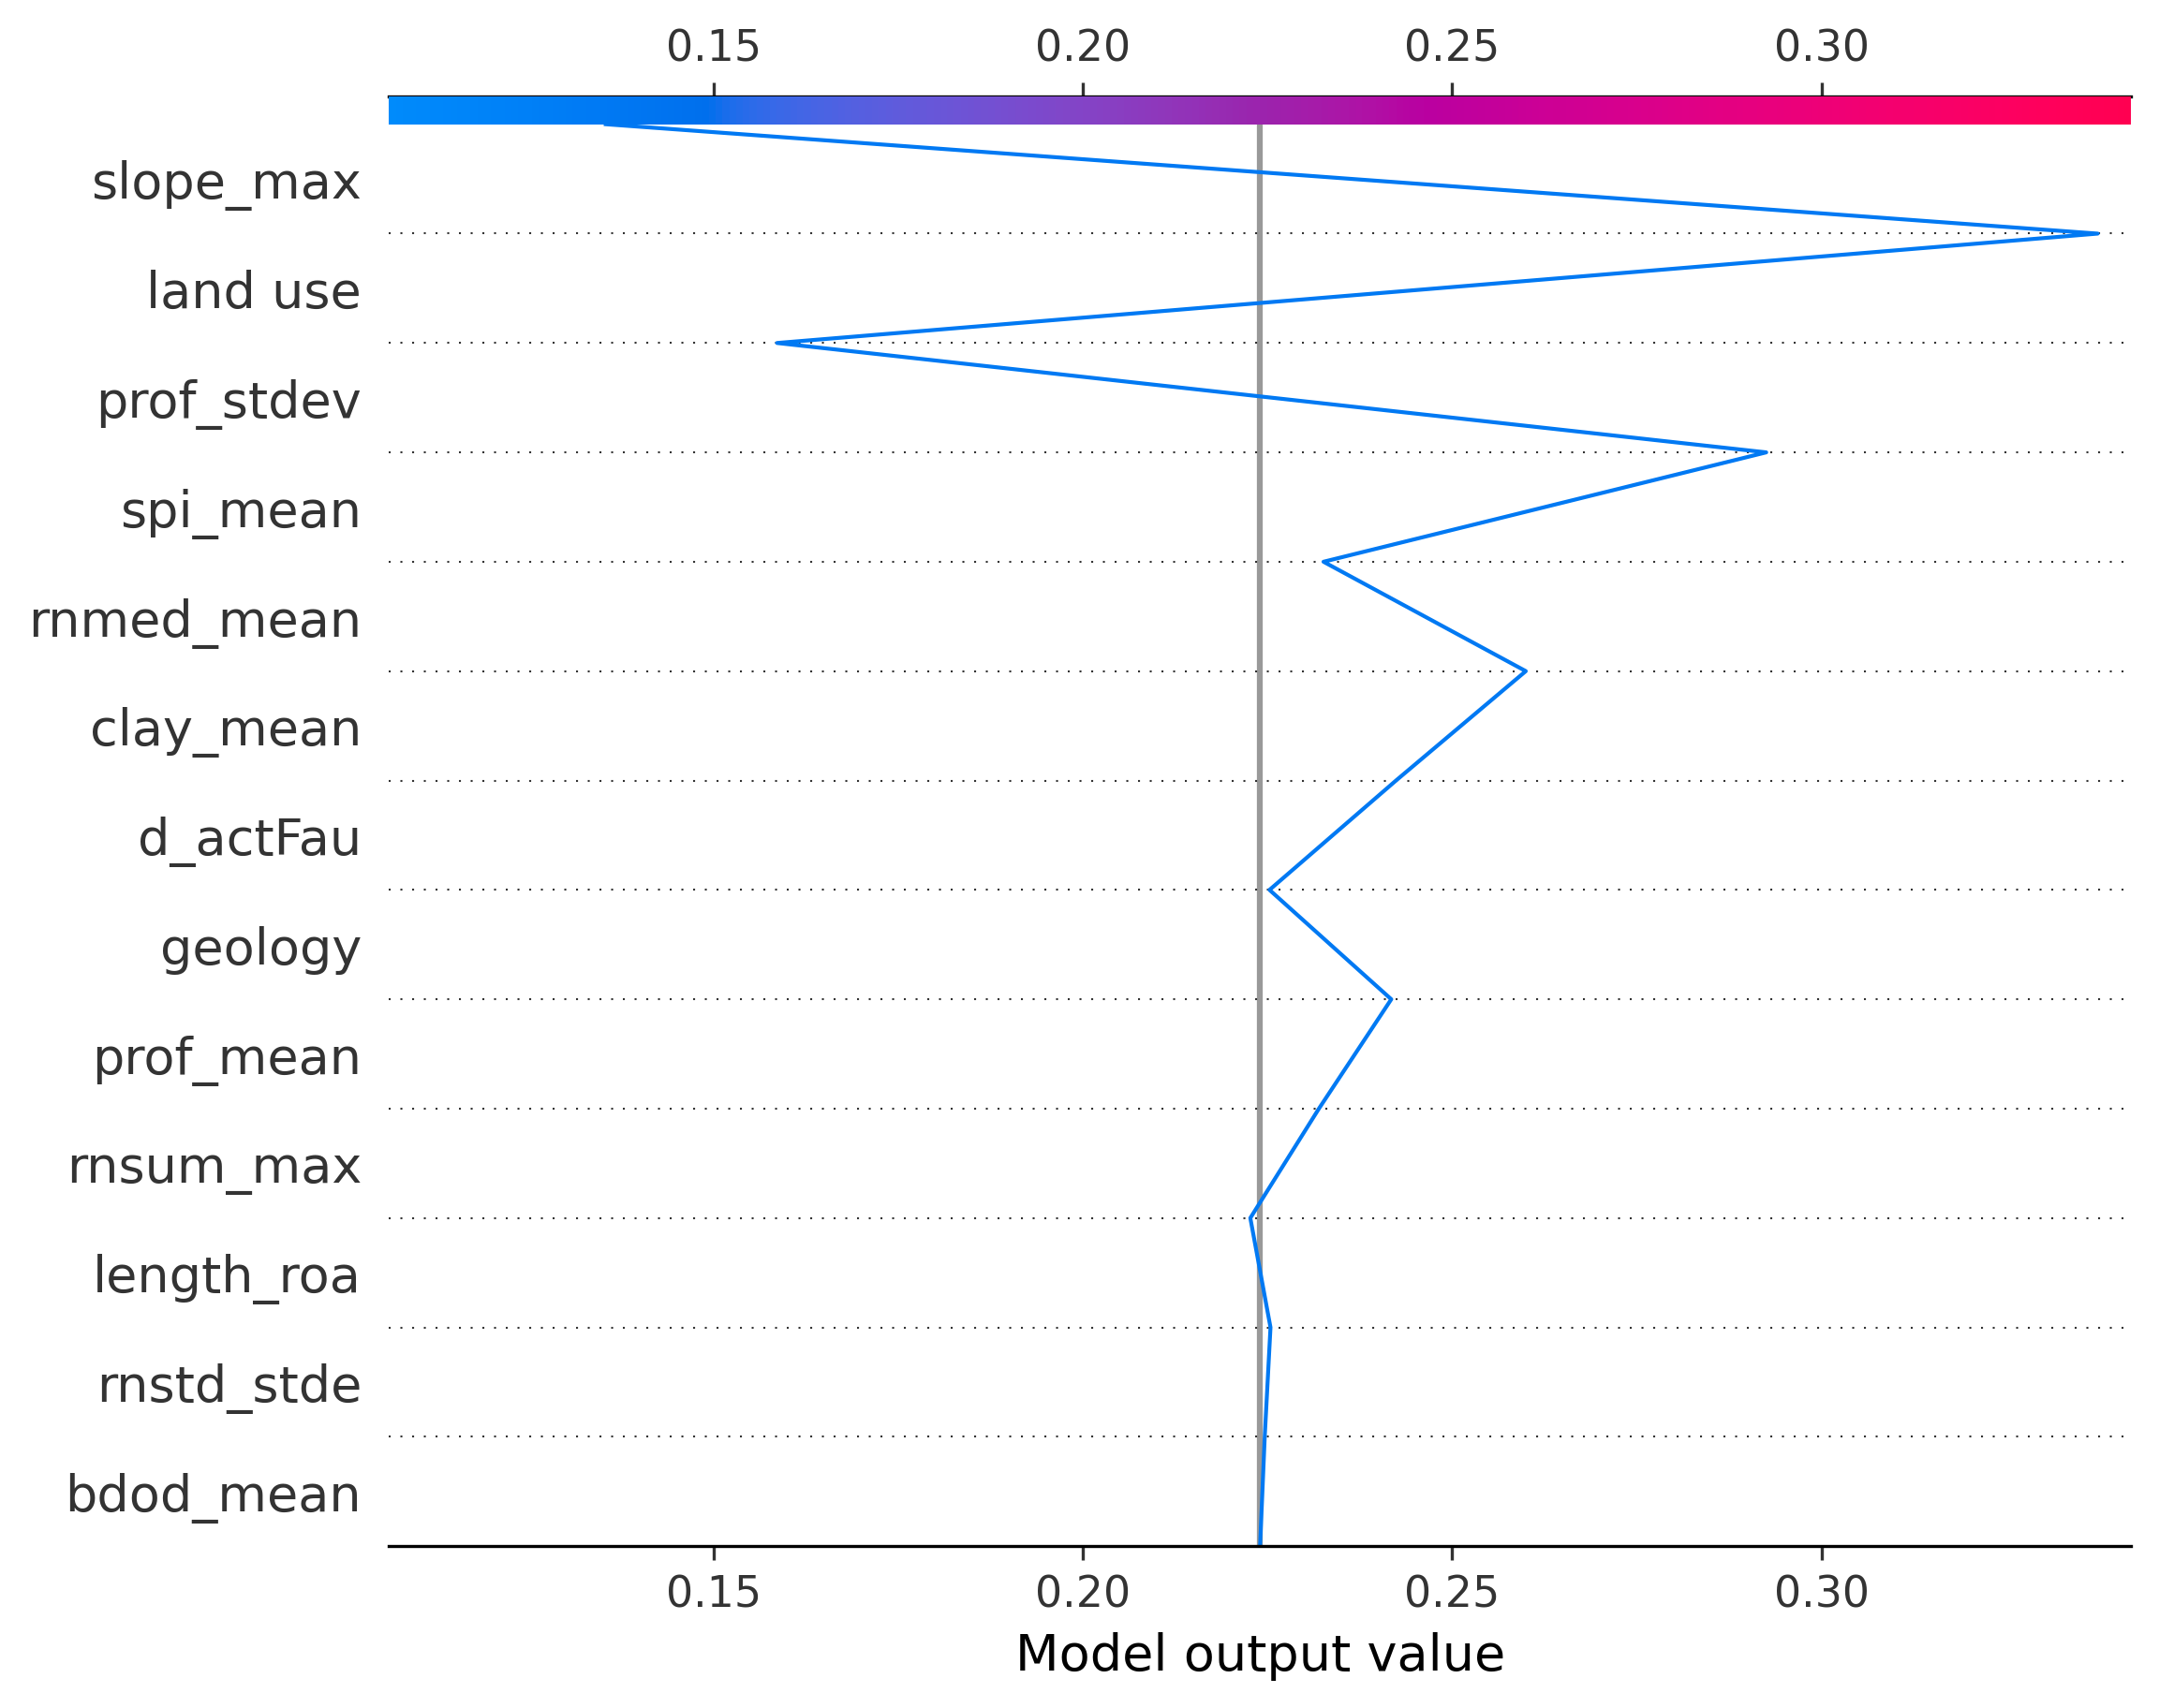 0.15 0.20 0.25 0.30
slope_max
land use
prof_stdev
spi_mean
rnmed_mean
clay_mean
d_actFau
geology
prof_mean
rnsum_max
length_roa
rnstd_stde
bdod_mean
0.15 0.20 0.25 0.30
Model output value